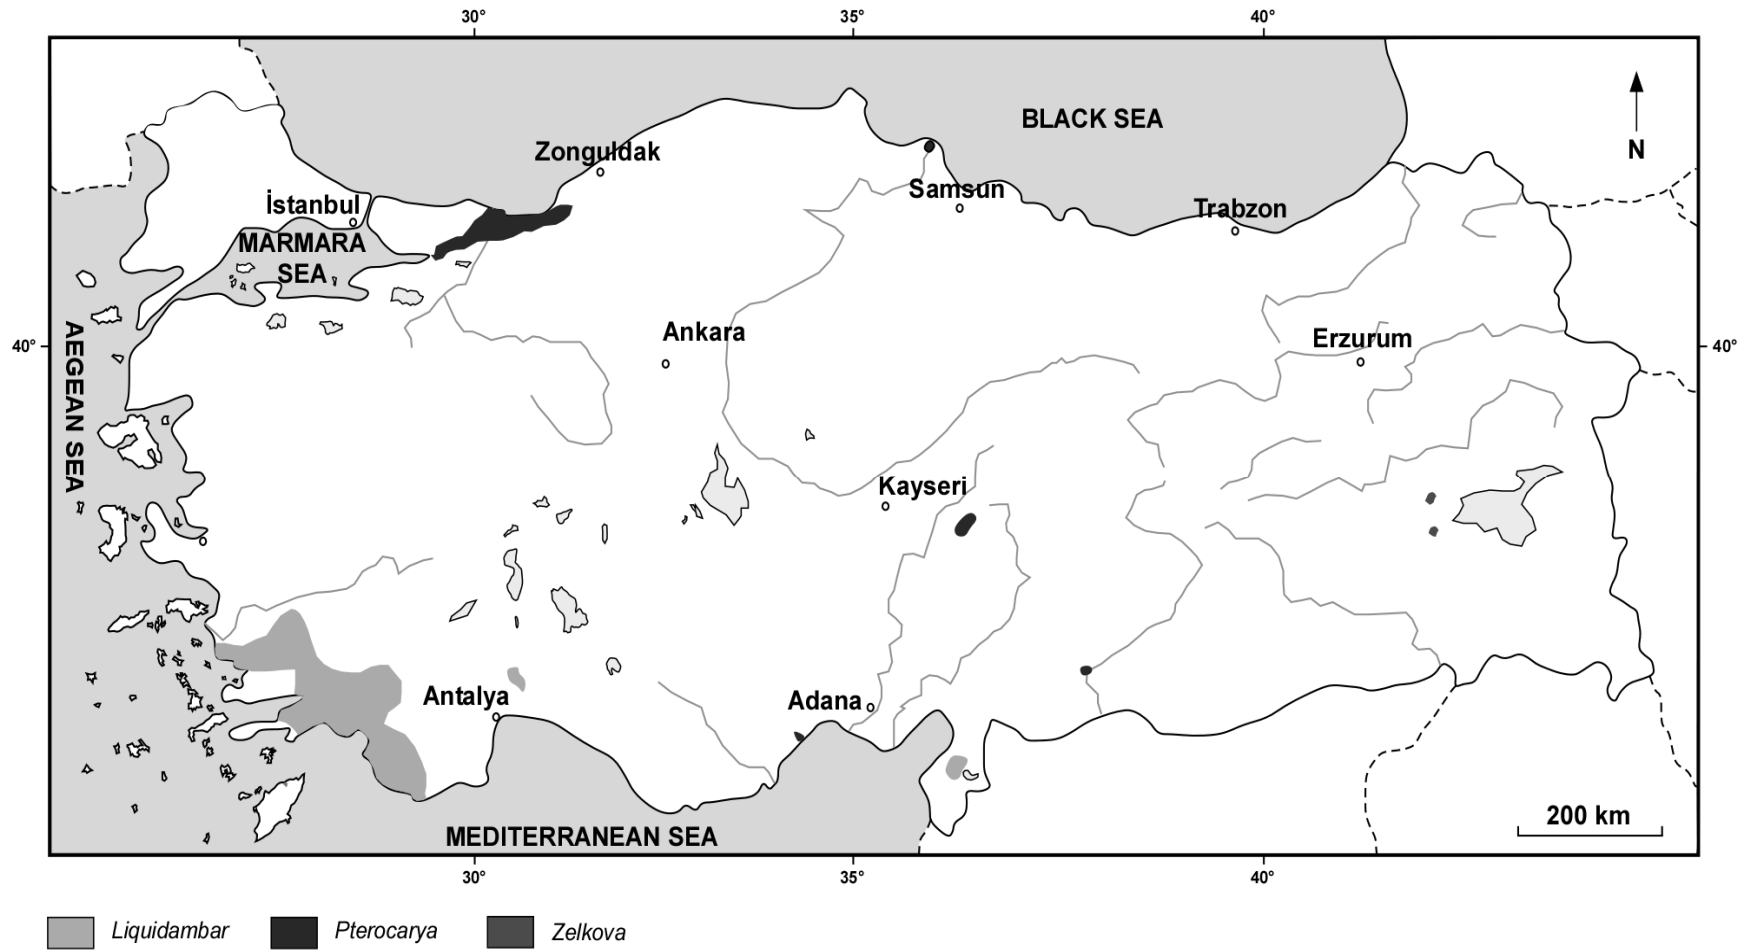 30° 35° 40°
BLACK SEA
N
Zonguldak
Samsun
İstanbul
Trabzon
MARMARA
SEA
Ankara
Erzurum
40° 40°
AEGEAN SEA
Kayseri
Antalya
Adana
200 km
MEDITERRANEAN SEA
30° 35° 40°
Liquidambar Pterocarya Zelkova